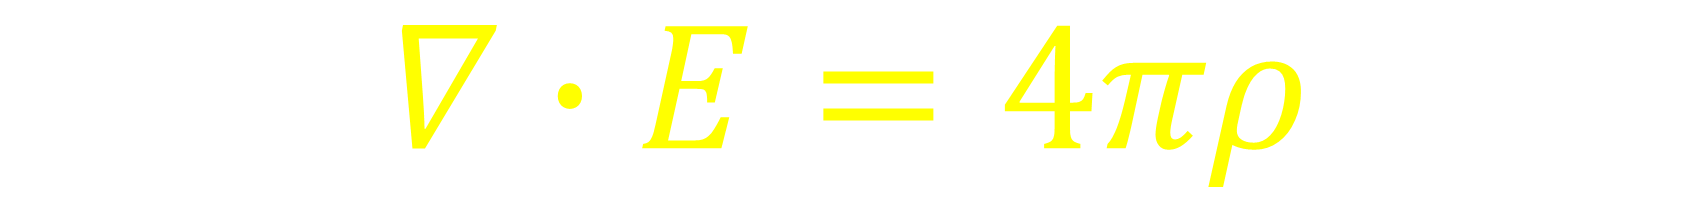 ∇ · E = 4πρ